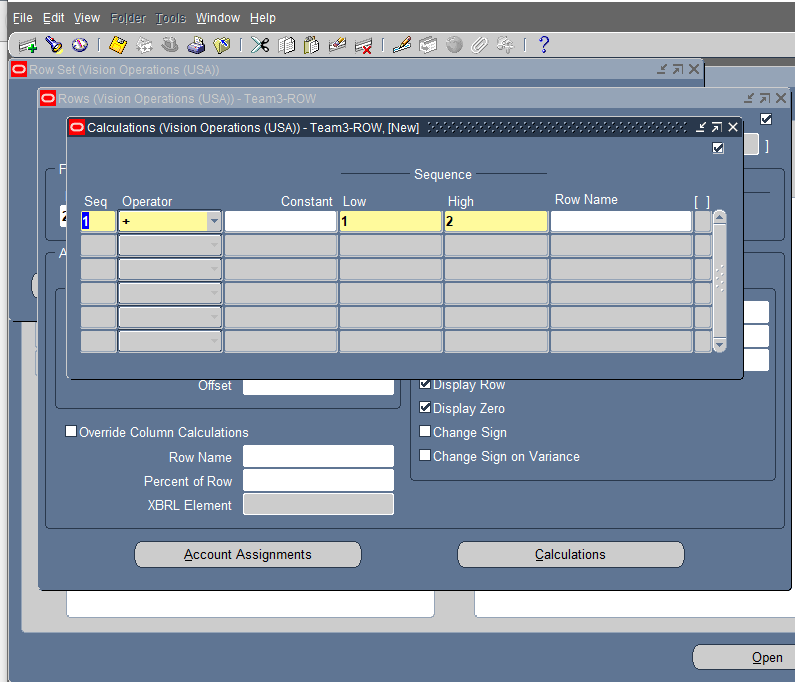 File Edit View Folder Tools Window Help
Row Set (Vision Operations (USA))
Rows (Vision Operations (USA)) - Team3-ROW
Calculations (Vision Operations (USA)) - Team3-ROW, [New]
Sequence
Seq Operator Constant Low High Row Name [ ]
1 + 1 2
]
F
2
A
Offset
Display Row
Display Zero
Override Column Calculations
Change Sign
Row Name
Change Sign on Variance
Percent of Row
XBRL Element
Account Assignments
Calculations
Open